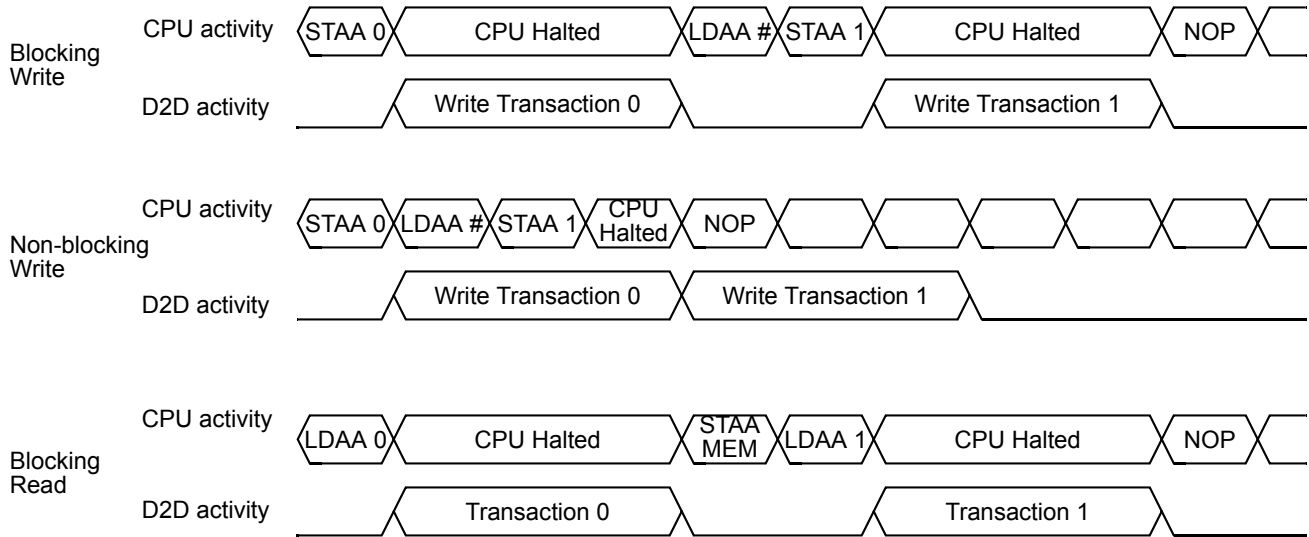 Blocking
Write
CPU activity
STAA 0
CPU Halted
LDAA #
STAA 1
CPU Halted
NOP
D2D activity
Write Transaction 0
Write Transaction 1
Non-blocking
Write
CPU activity
STAA 0
LDAA #
STAA 1
CPU
Halted
NOP
D2D activity
Write Transaction 0
Write Transaction 1
Blocking
Read
CPU activity
LDAA 0
CPU Halted
STAA
MEM
LDAA 1
CPU Halted
NOP
D2D activity
Transaction 0
Transaction 1